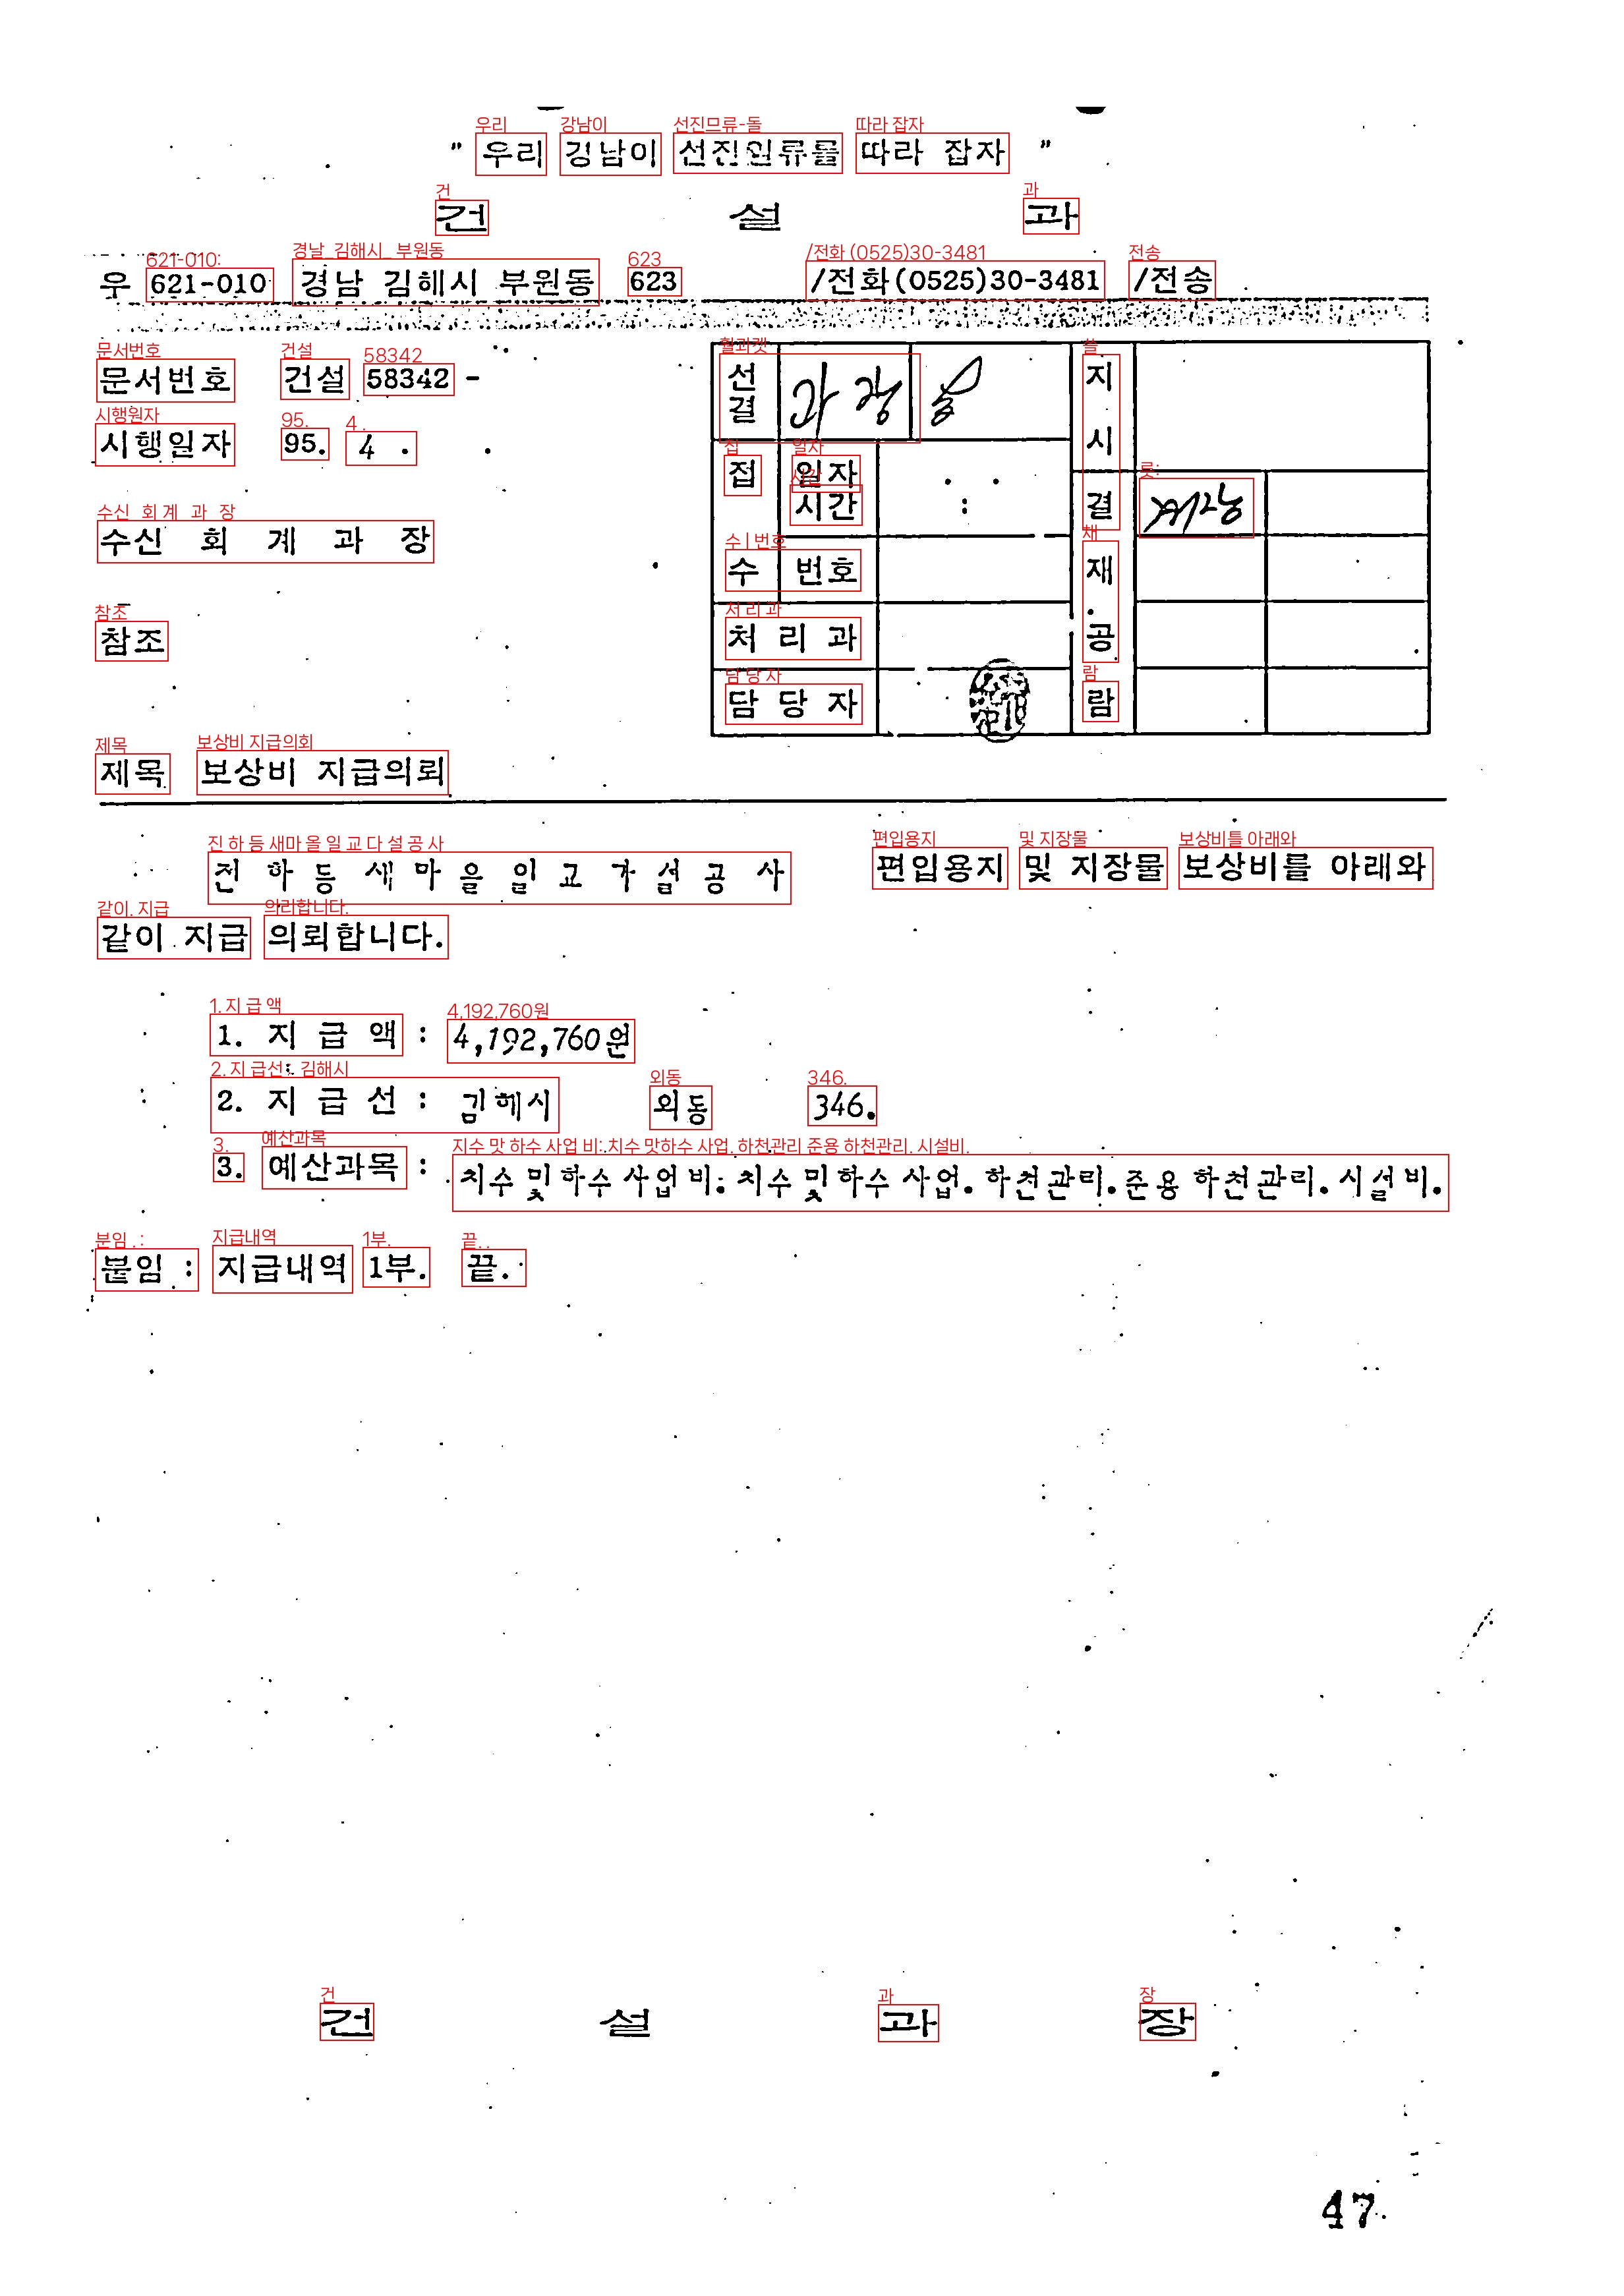 " 우리 강남이 선진인류를 따라 잡자 "
건 설 과
우 621-010 경남 김해시 부원동 623 /전화(0525)30-3481 /전송
문서번호 건설 58342 -
시행일자 95. 4 . .
수신 회 계 과 장
참조
선결
지시
접 일자 . .
시간 :
결재.공람
수 번호
처 리 과
담 당 자
제목 보상비 지급의뢰
진 하 등 새 마 을 일 교 가 설 공 사 편입용지 및 지장물 보상비를 아래와
같이 지급 의뢰합니다.
1. 지 급 액 : 4,192,760원
2. 지 급 선 : 김해시 외동 346.
3. 예산과목 : 치수 및 하수 사업 비. 치수 및 하수 사업. 하천관리. 준용 하천관리. 시설비.
붙임 : 지급내역 1부. 끝.
건 설 과 장
47